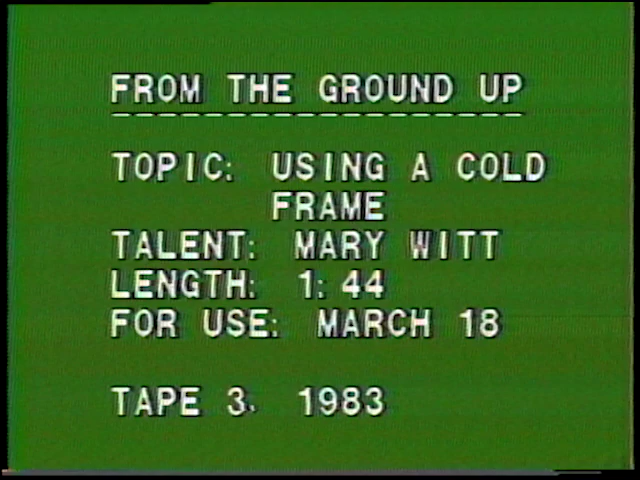 FROM THE GROUND UP
TOPIC: USING A COLD
FRAME
TALENT: MARY WITT
LENGTH: 1:44
FOR USE: MARCH 18
TAPE 3, 1983